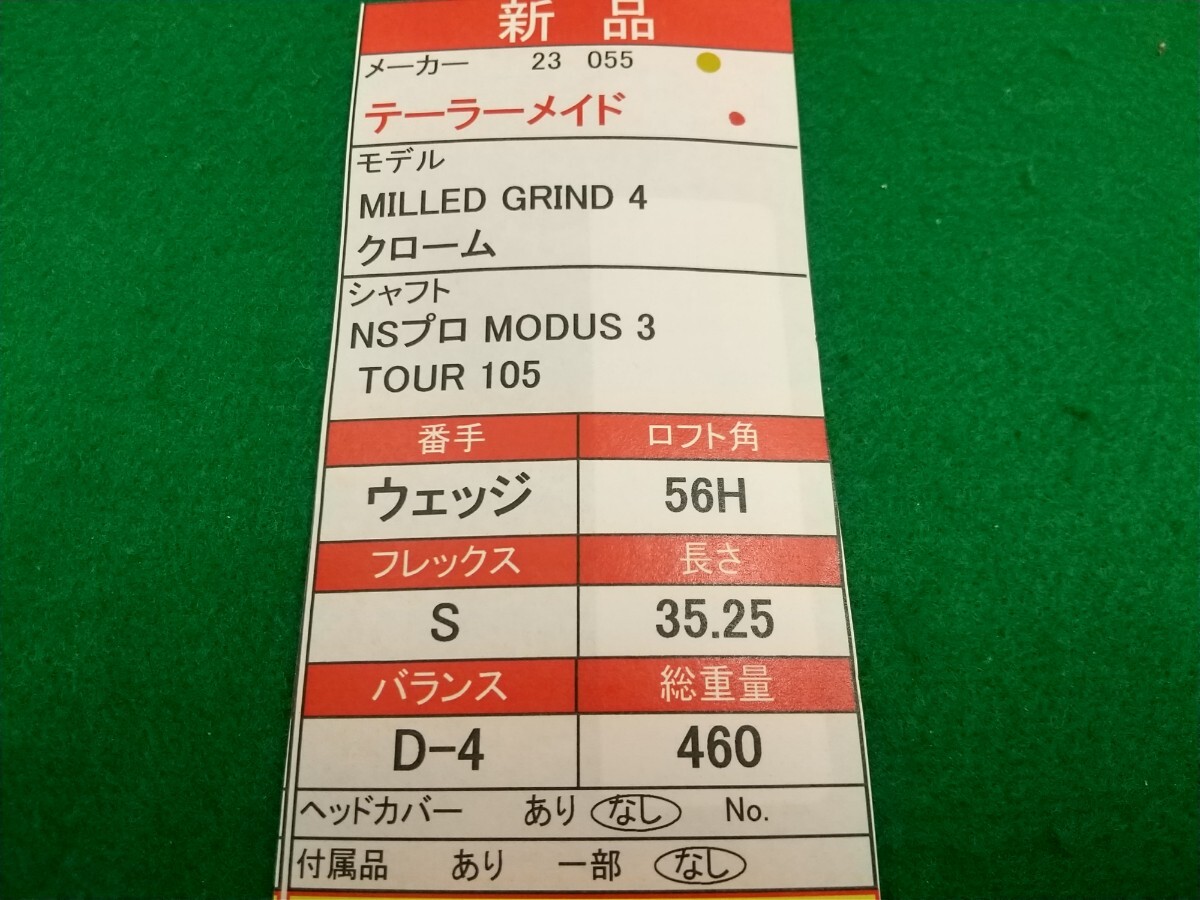 新 品
メーカー 23 055
テーラーメイド
モデル
MILLED GRIND 4
クローム
シャフト
NSプロ MODUS 3
TOUR 105
番手 ロフト角
ウェッジ 56H
フレックス 長さ
S 35.25
バランス 総重量
D-4 460
ヘッドカバー あり なし No.
付属品 あり 一部 なし